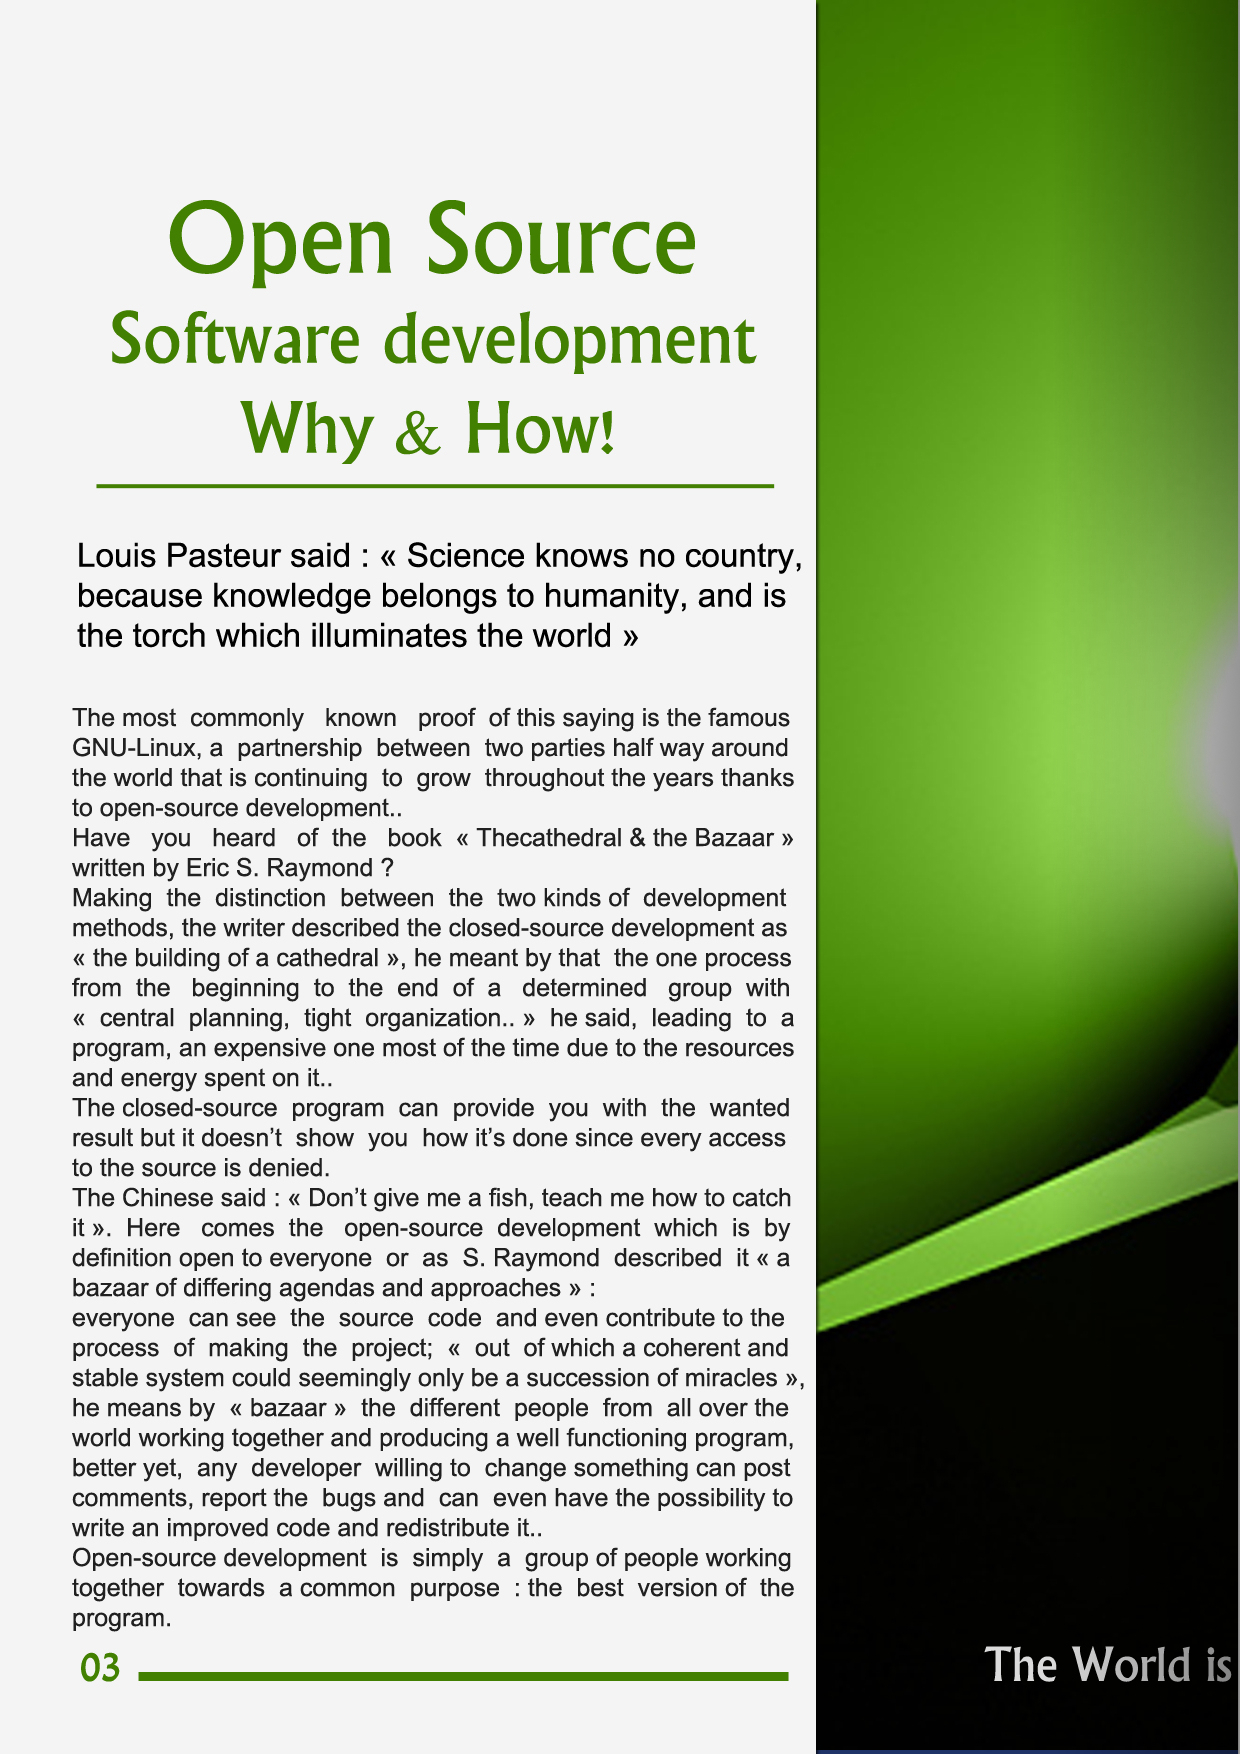 Open Source
Software development
Why & How!
Louis Pasteur said : « Science knows no country,
because knowledge belongs to humanity, and is
the torch which illuminates the world »
The most commonly known proof of this saying is the famous
GNU-Linux, a partnership between two parties half way around
the world that is continuing to grow throughout the years thanks
to open-source development..
Have you heard of the book « Thecathedral & the Bazaar »
written by Eric S. Raymond ?
Making the distinction between the two kinds of development
methods, the writer described the closed-source development as
« the building of a cathedral », he meant by that the one process
from the beginning to the end of a determined group with
« central planning, tight organization.. » he said, leading to a
program, an expensive one most of the time due to the resources
and energy spent on it..
The closed-source program can provide you with the wanted
result but it doesn’t show you how it’s done since every access
to the source is denied.
The Chinese said : « Don’t give me a fish, teach me how to catch
it ». Here comes the open-source development which is by
definition open to everyone or as S. Raymond described it « a
bazaar of differing agendas and approaches » :
everyone can see the source code and even contribute to the
process of making the project; « out of which a coherent and
stable system could seemingly only be a succession of miracles »,
he means by « bazaar » the different people from all over the
world working together and producing a well functioning program,
better yet, any developer willing to change something can post
comments, report the bugs and can even have the possibility to
write an improved code and redistribute it..
Open-source development is simply a group of people working
together towards a common purpose : the best version of the
program.
03
The World is